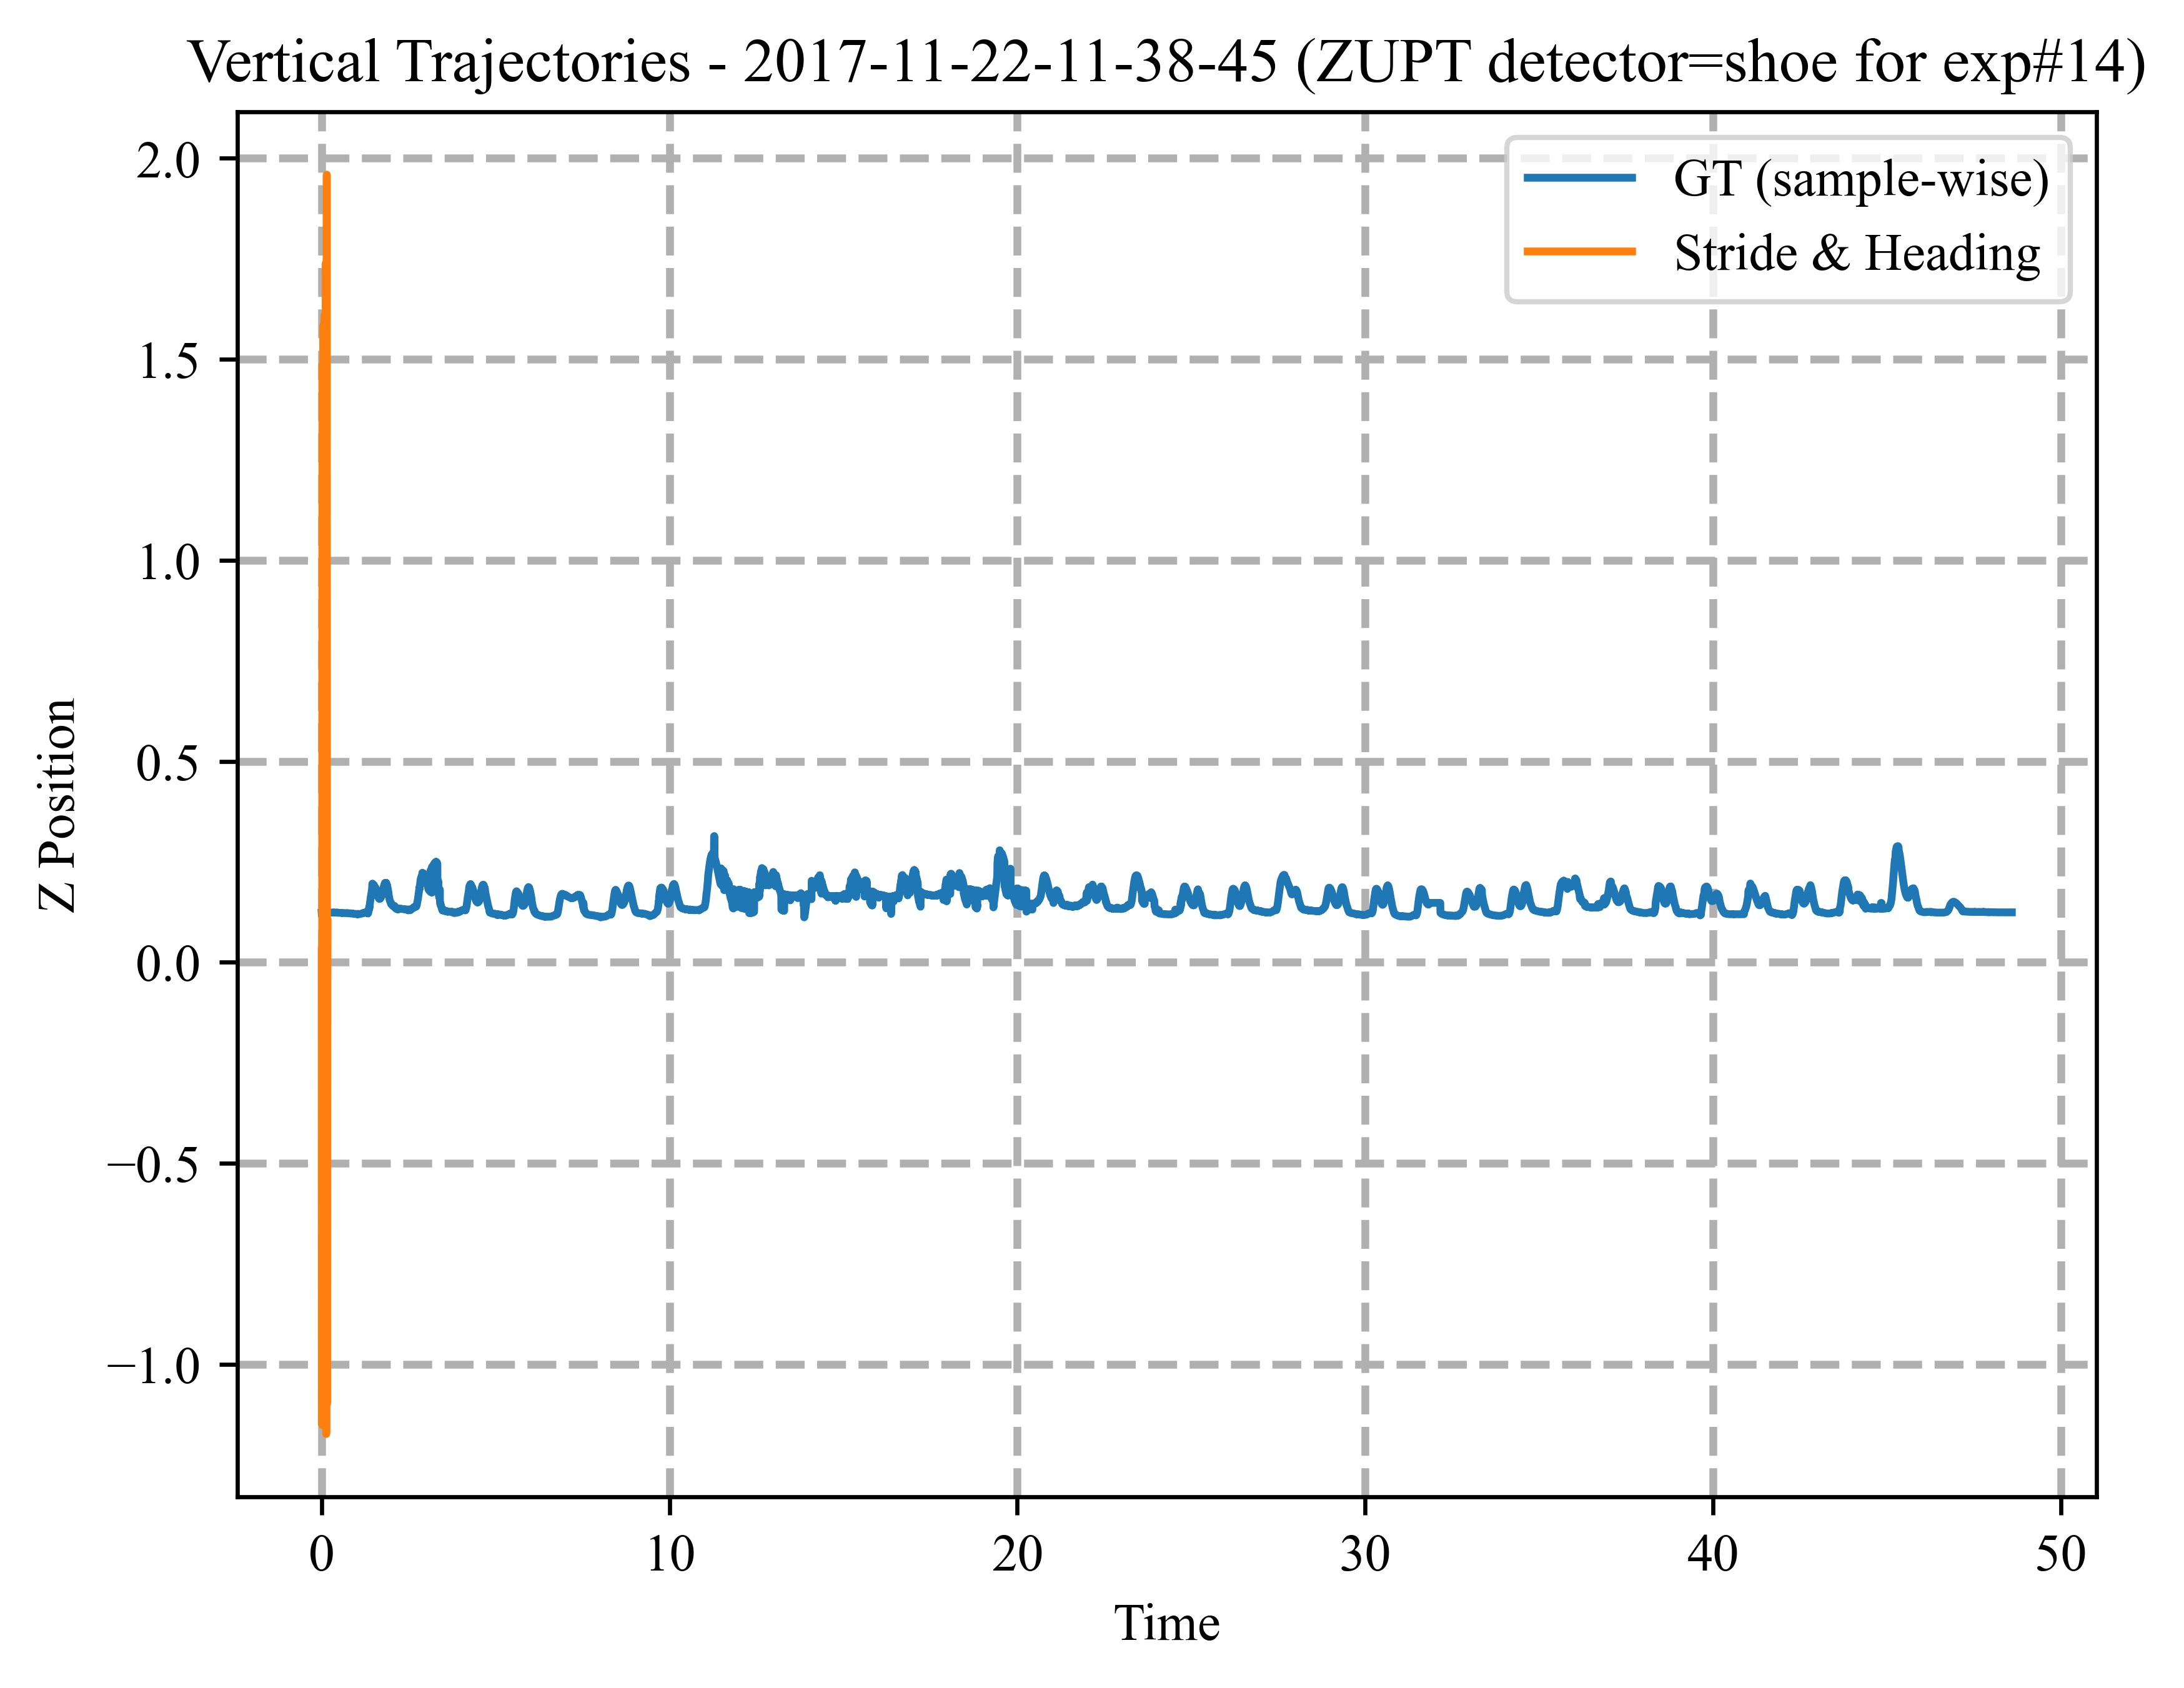 Vertical Trajectories - 2017-11-22-11-38-45 (ZUPT detector=shoe for exp#14)
GT (sample-wise)
Stride & Heading
Z Position
2.0
1.5
1.0
0.5
0.0
−0.5
−1.0
0 10 20 30 40 50
Time